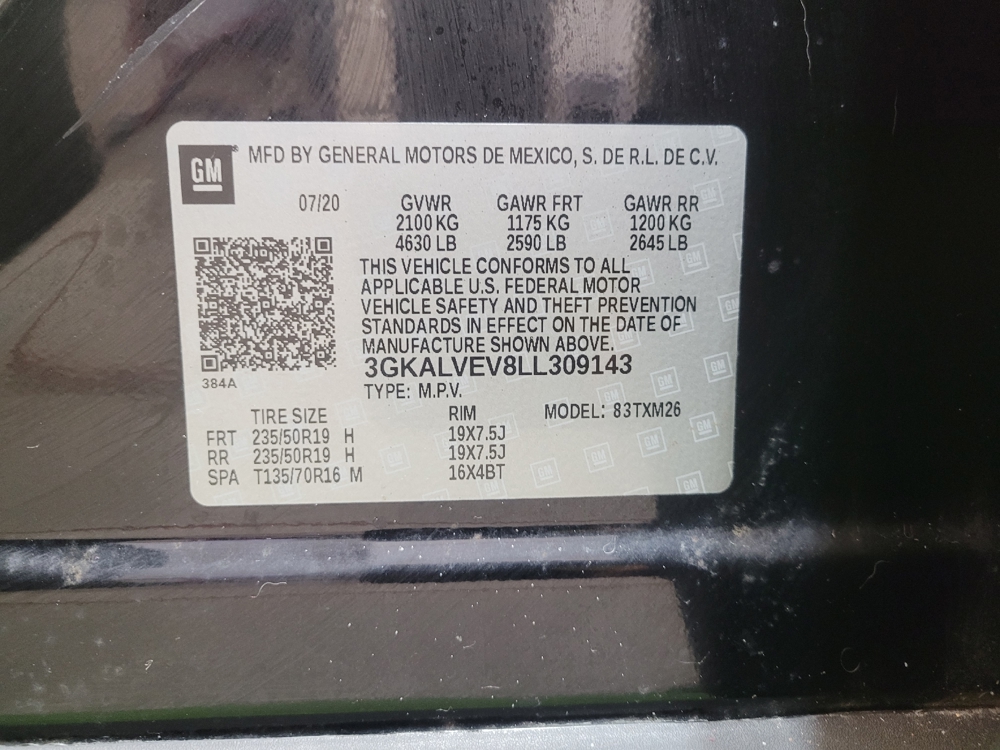 GM MFD BY GENERAL MOTORS DE MEXICO, S. DE R.L. DE C.V.
07/20 GVWR GAWR FRT GAWR RR
2100 KG 1175 KG 1200 KG
4630 LB 2590 LB 2645 LB
THIS VEHICLE CONFORMS TO ALL
APPLICABLE U.S. FEDERAL MOTOR
VEHICLE SAFETY AND THEFT PREVENTION
STANDARDS IN EFFECT ON THE DATE OF
MANUFACTURE SHOWN ABOVE.
3GKALVEV8LL309143
384A
TYPE: M.P.V.
TIRE SIZE RIM MODEL: 83TXM26
FRT 235/50R19 H 19X7.5J
RR 235/50R19 H 19X7.5J
SPA T135/70R16 M 16X4BT